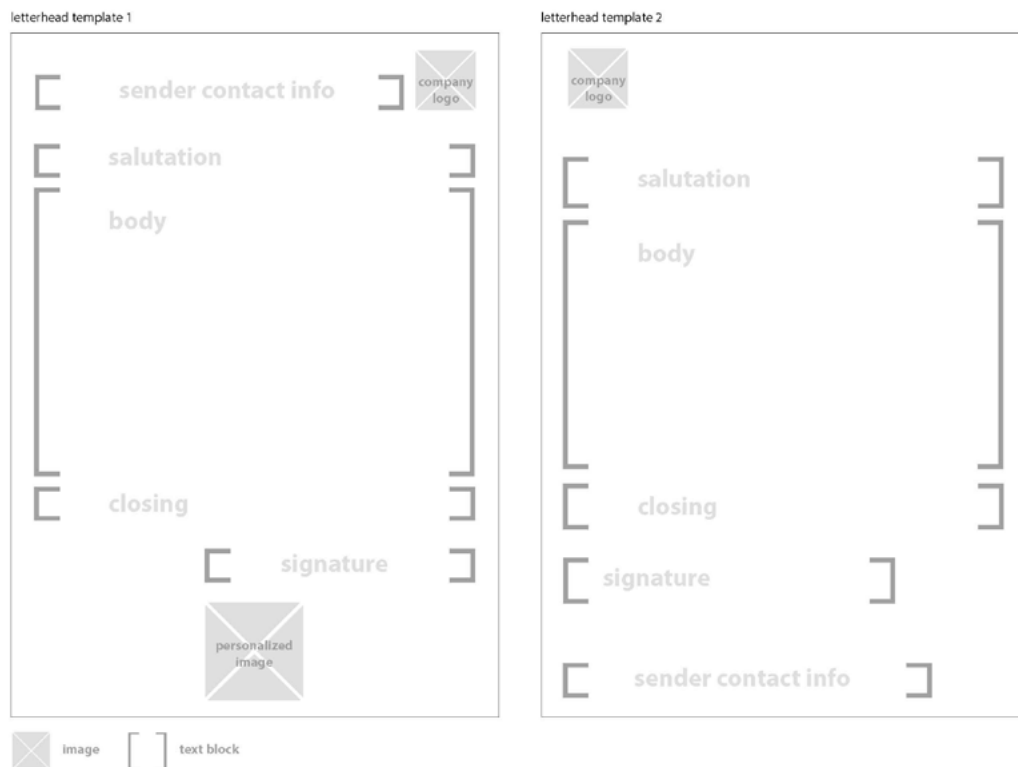 letterhead template 1
sender contact info
company
logo
salutation
body
closing
signature
personalized
image
letterhead template 2
company
logo
salutation
body
closing
signature
sender contact info
image
text block